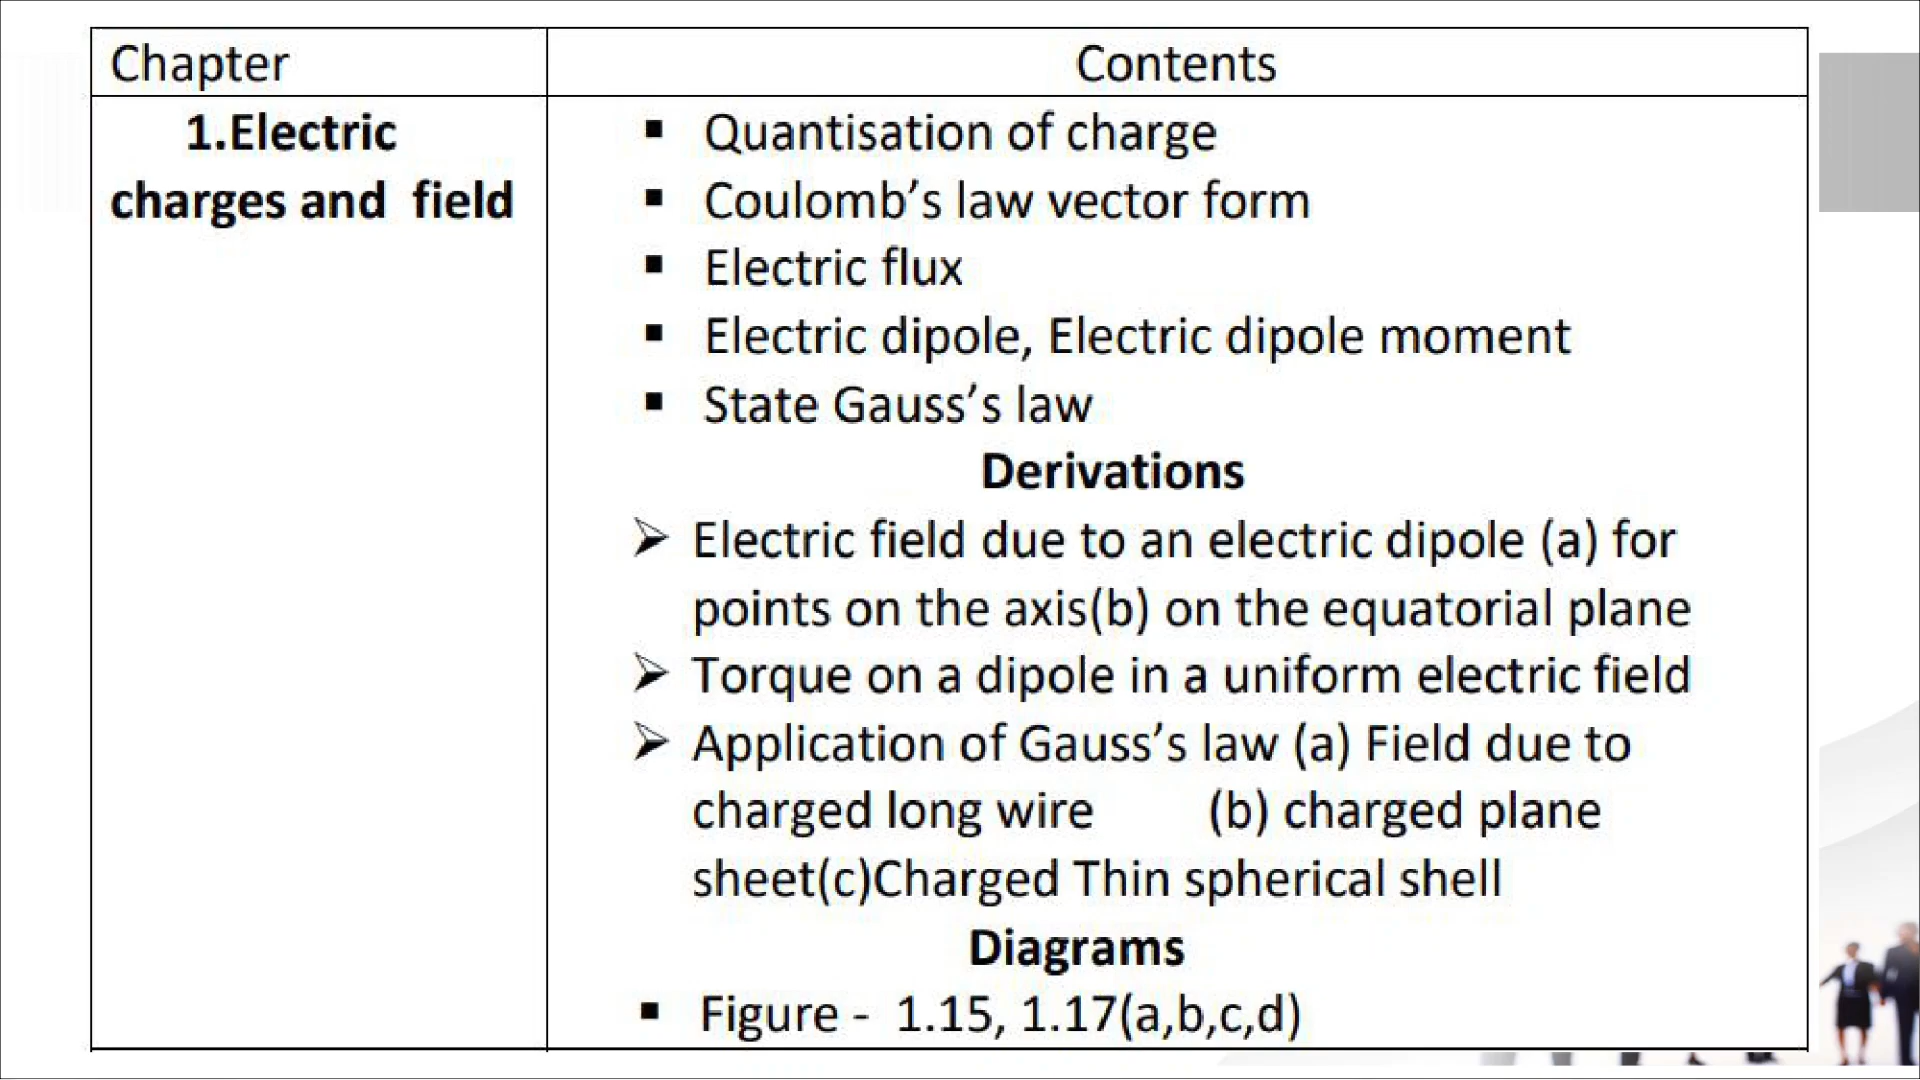 Chapter
Contents
1.Electric
charges and field
▪ Quantisation of charge
▪ Coulomb’s law vector form
▪ Electric flux
▪ Electric dipole, Electric dipole moment
▪ State Gauss’s law
Derivations
➢ Electric field due to an electric dipole (a) for
points on the axis(b) on the equatorial plane
➢ Torque on a dipole in a uniform electric field
➢ Application of Gauss’s law (a) Field due to
charged long wire (b) charged plane
sheet(c)Charged Thin spherical shell
Diagrams
▪ Figure - 1.15, 1.17(a,b,c,d)